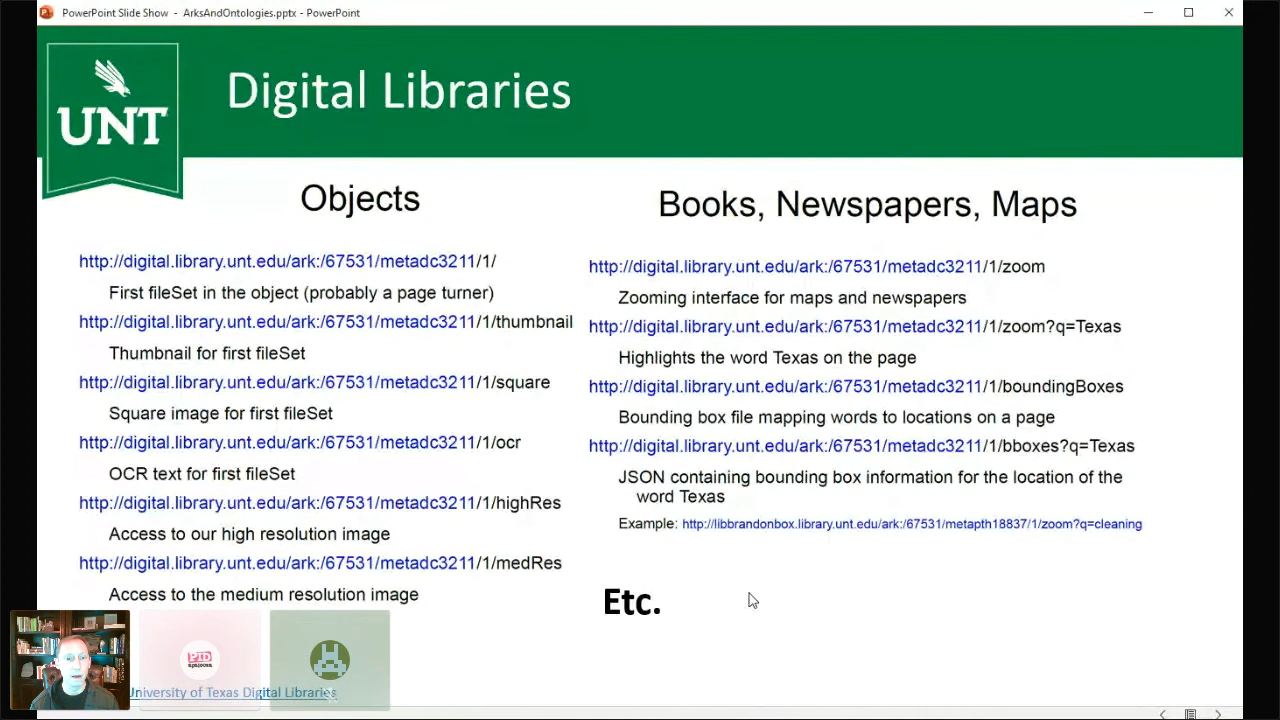 PowerPoint Slide Show - ArksAndOntologies.pptx - PowerPoint
UNT
Digital Libraries
Objects
http://digital.library.unt.edu/ark:/67531/metadc3211/1/
First fileSet in the object (probably a page turner)
http://digital.library.unt.edu/ark:/67531/metadc3211/1/thumbnail
Thumbnail for first fileSet
http://digital.library.unt.edu/ark:/67531/metadc3211/1/square
Square image for first fileSet
http://digital.library.unt.edu/ark:/67531/metadc3211/1/ocr
OCR text for first fileSet
http://digital.library.unt.edu/ark:/67531/metadc3211/1/highRes
Access to our high resolution image
http://digital.library.unt.edu/ark:/67531/metadc3211/1/medRes
Access to the medium resolution image
Books, Newspapers, Maps
http://digital.library.unt.edu/ark:/67531/metadc3211/1/zoom
Zooming interface for maps and newspapers
http://digital.library.unt.edu/ark:/67531/metadc3211/1/zoom?q=Texas
Highlights the word Texas on the page
http://digital.library.unt.edu/ark:/67531/metadc3211/1/boundingBoxes
Bounding box file mapping words to locations on a page
http://digital.library.unt.edu/ark:/67531/metadc3211/1/bboxes?q=Texas
JSON containing bounding box information for the location of the
word Texas
Example: http://libbrandonbox.library.unt.edu/ark:/67531/metapth18837/1/zoom?q=cleaning
Etc.
PID
University of Texas Digital Libraries